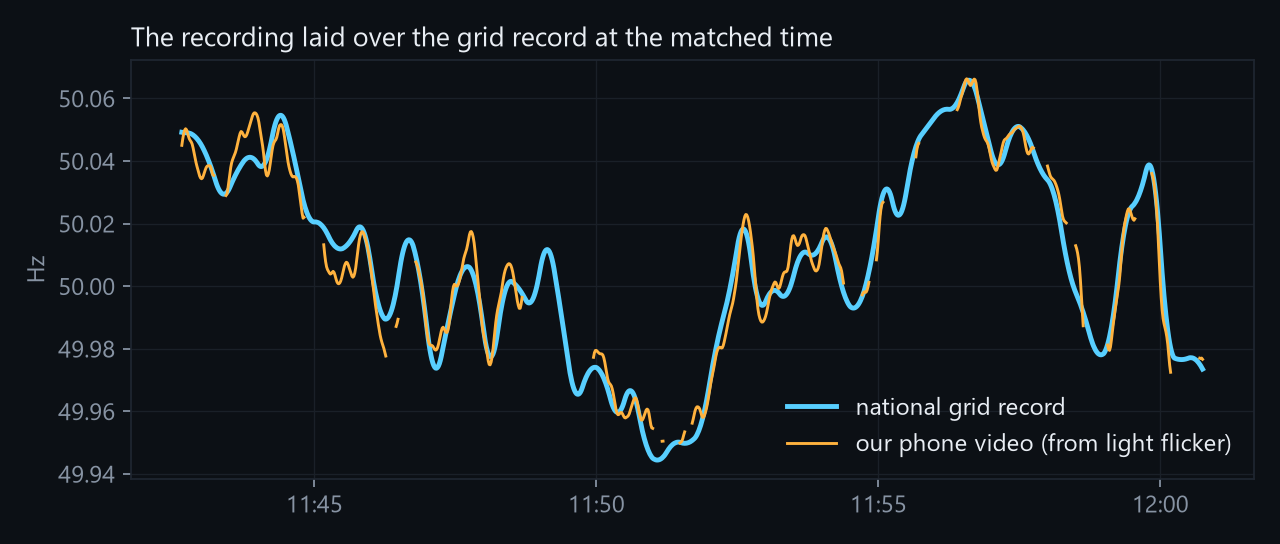 The recording laid over the grid record at the matched time
50.06
50.04
50.02
50.00
49.98
49.96
49.94
Hz
national grid record
our phone video (from light flicker)
11:45 11:50 11:55 12:00